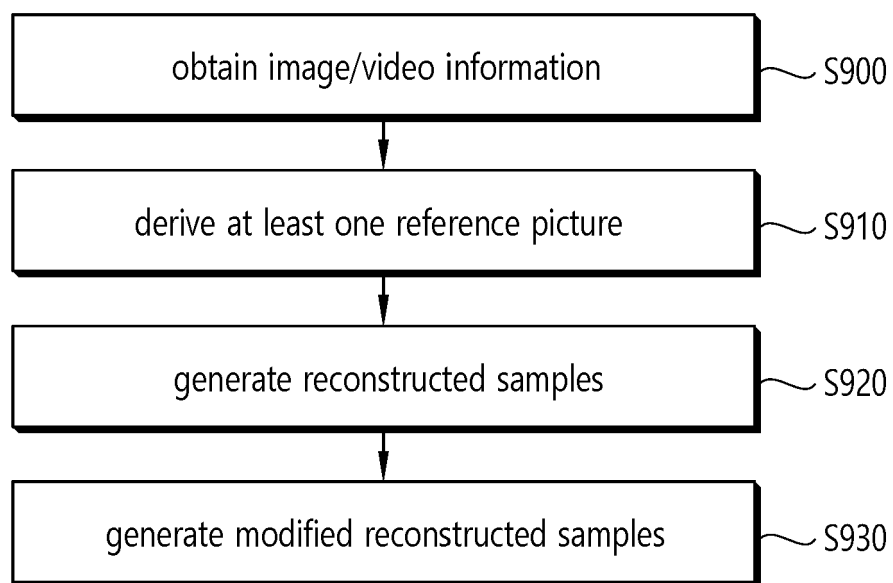 obtain image/video information S900
derive at least one reference picture S910
generate reconstructed samples S920
generate modified reconstructed samples S930